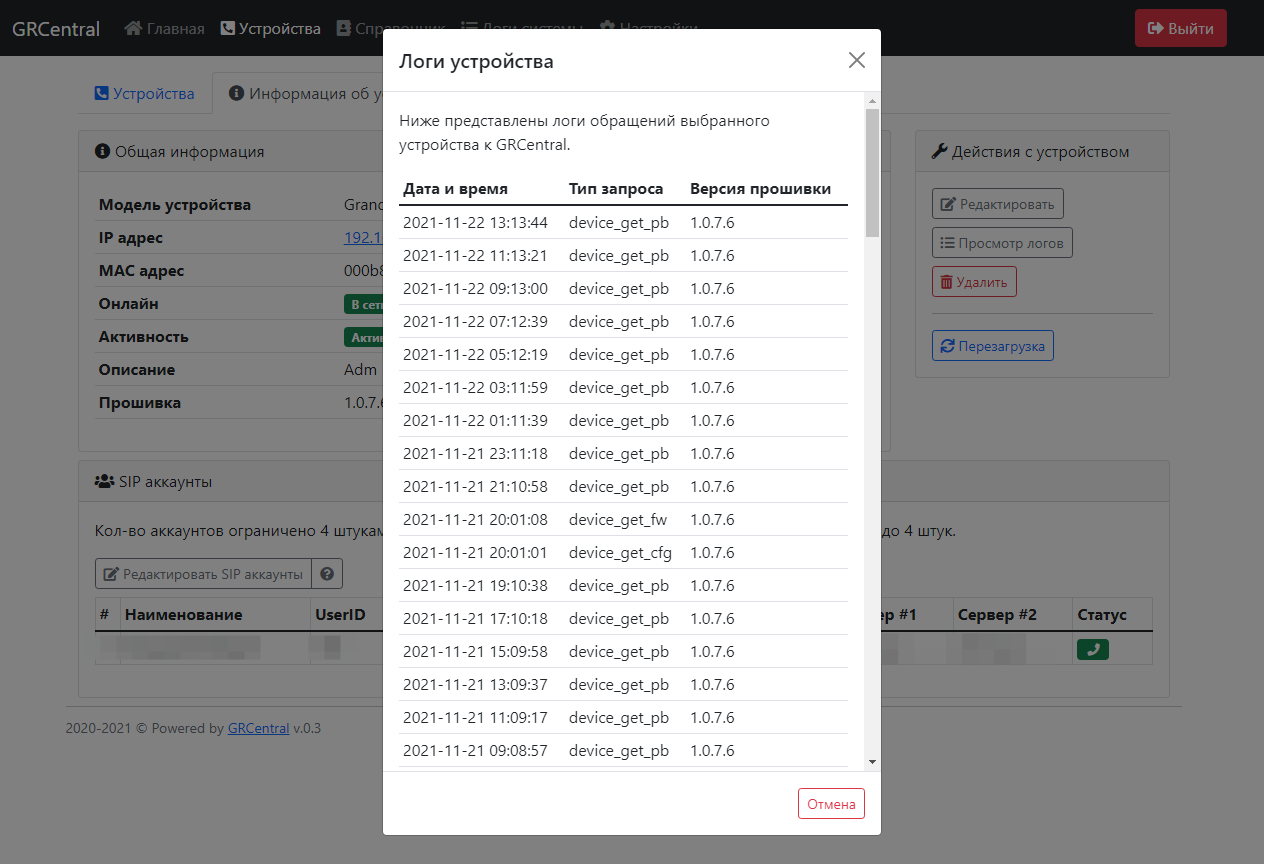 GRCentral Главная Устройства Справочник Логи системы Настройки Выйти
Устройства Информация об у
Логи устройства
Ниже представлены логи обращений выбранного
устройства к GRCentral.
Дата и время Тип запроса Версия прошивки
2021-11-22 13:13:44 device_get_pb 1.0.7.6
2021-11-22 11:13:21 device_get_pb 1.0.7.6
2021-11-22 09:13:00 device_get_pb 1.0.7.6
2021-11-22 07:12:39 device_get_pb 1.0.7.6
2021-11-22 05:12:19 device_get_pb 1.0.7.6
2021-11-22 03:11:59 device_get_pb 1.0.7.6
2021-11-22 01:11:39 device_get_pb 1.0.7.6
2021-11-21 23:11:18 device_get_pb 1.0.7.6
2021-11-21 21:10:58 device_get_pb 1.0.7.6
2021-11-21 20:01:08 device_get_fw 1.0.7.6
2021-11-21 20:01:01 device_get_cfg 1.0.7.6
2021-11-21 19:10:38 device_get_pb 1.0.7.6
2021-11-21 17:10:18 device_get_pb 1.0.7.6
2021-11-21 15:09:58 device_get_pb 1.0.7.6
2021-11-21 13:09:37 device_get_pb 1.0.7.6
2021-11-21 11:09:17 device_get_pb 1.0.7.6
2021-11-21 09:08:57 device_get_pb 1.0.7.6
Отмена
Общая информация
Модель устройства Grand
IP адрес 192.1
MAC адрес 000b8
Онлайн В сети
Активность Акти
Описание Adm
Прошивка 1.0.7.6
Действия с устройством
Редактировать
Просмотр логов
Удалить
Перезагрузка
SIP аккаунты
Кол-во аккаунтов ограничено 4 штукам до 4 штук.
Редактировать SIP аккаунты
# Наименование UserID ер #1 Сервер #2 Статус
2020-2021 © Powered by GRCentral v.0.3